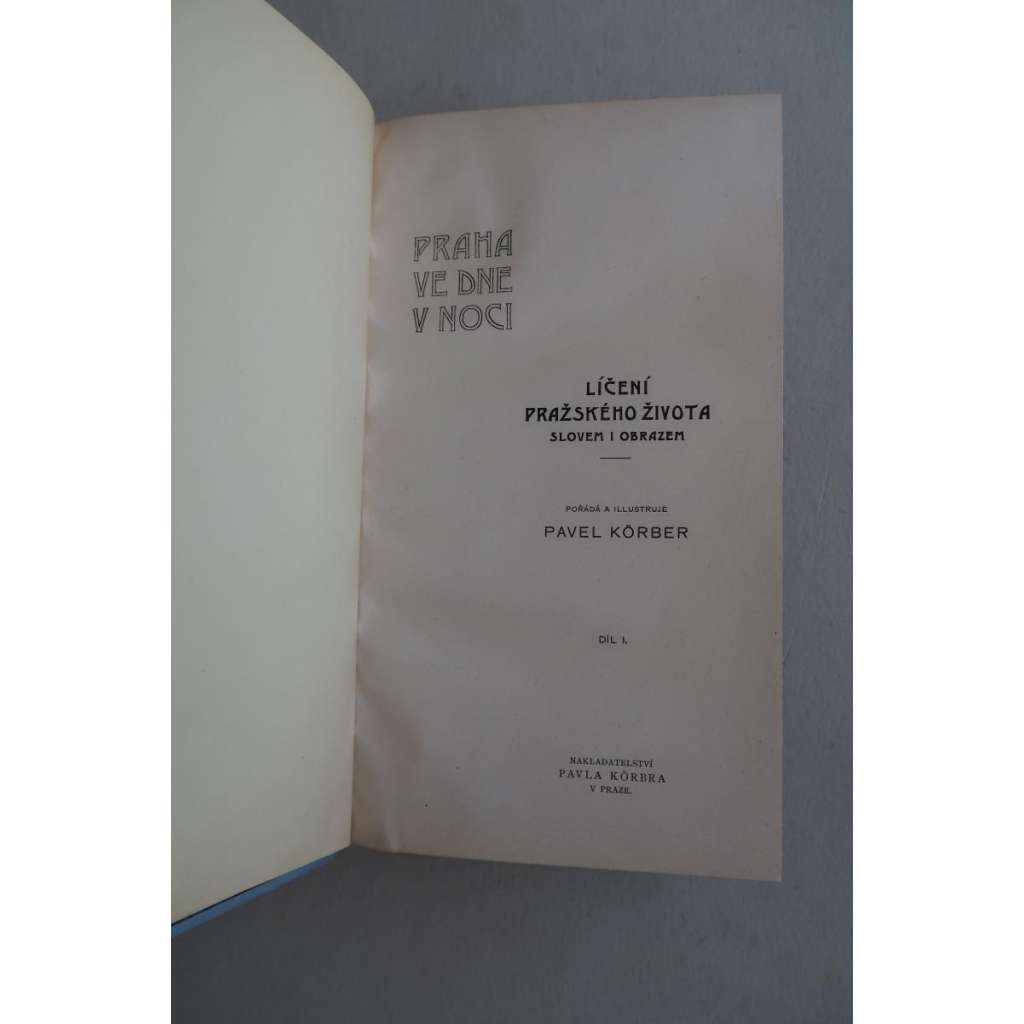 PRAHA
VE DNE
V NOCI
LÍČENÍ
PRAŽSKÉHO ŽIVOTA
SLOVEM I OBRAZEM
POŘÁDÁ A ILLUSTRUJE
PAVEL KÖRBER
DÍL I.
NAKLADATELSTVÍ
PAVLA KÖRBRA
V PRAZE.